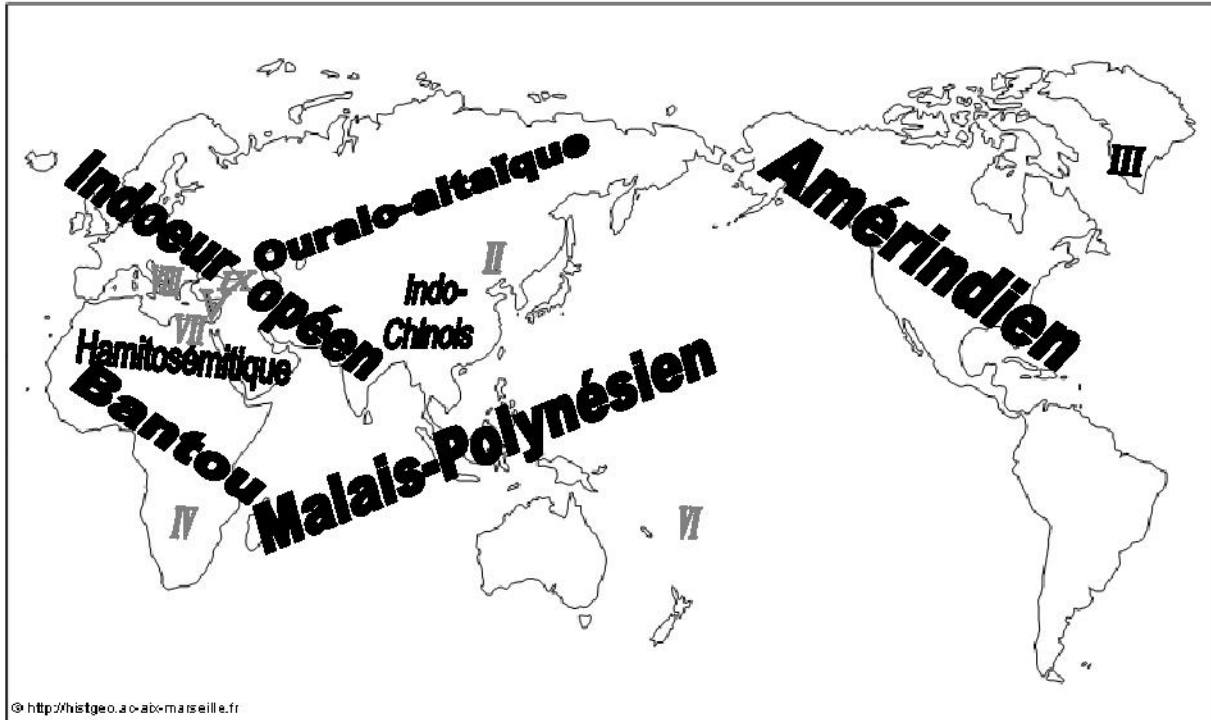 Indoeuropéen
Ouralo-altaïque
Amérindien
III
II
Indo-
Chinois
VIII
IX
V
VII
Hamitosémitique
Bantou
Malais-Polynésien
IV
VI
© http://histgeo.ac-aix-marseille.fr